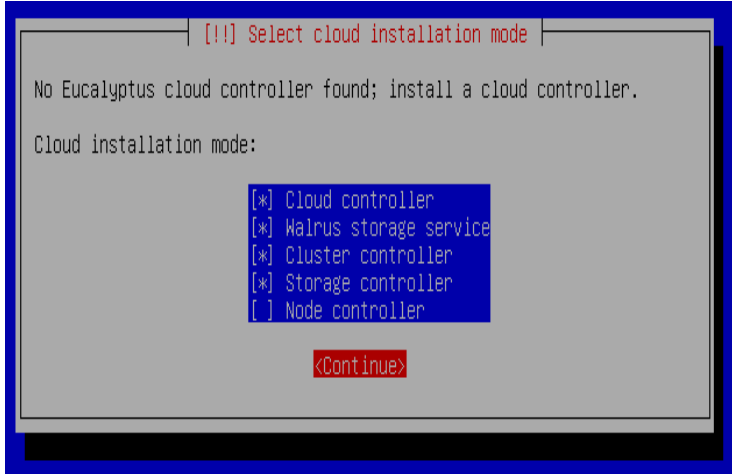 [!!] Select cloud installation mode
No Eucalyptus cloud controller found; install a cloud controller.
Cloud installation mode:
[*] Cloud controller
[*] Walrus storage service
[*] Cluster controller
[*] Storage controller
[ ] Node controller
<Continue>